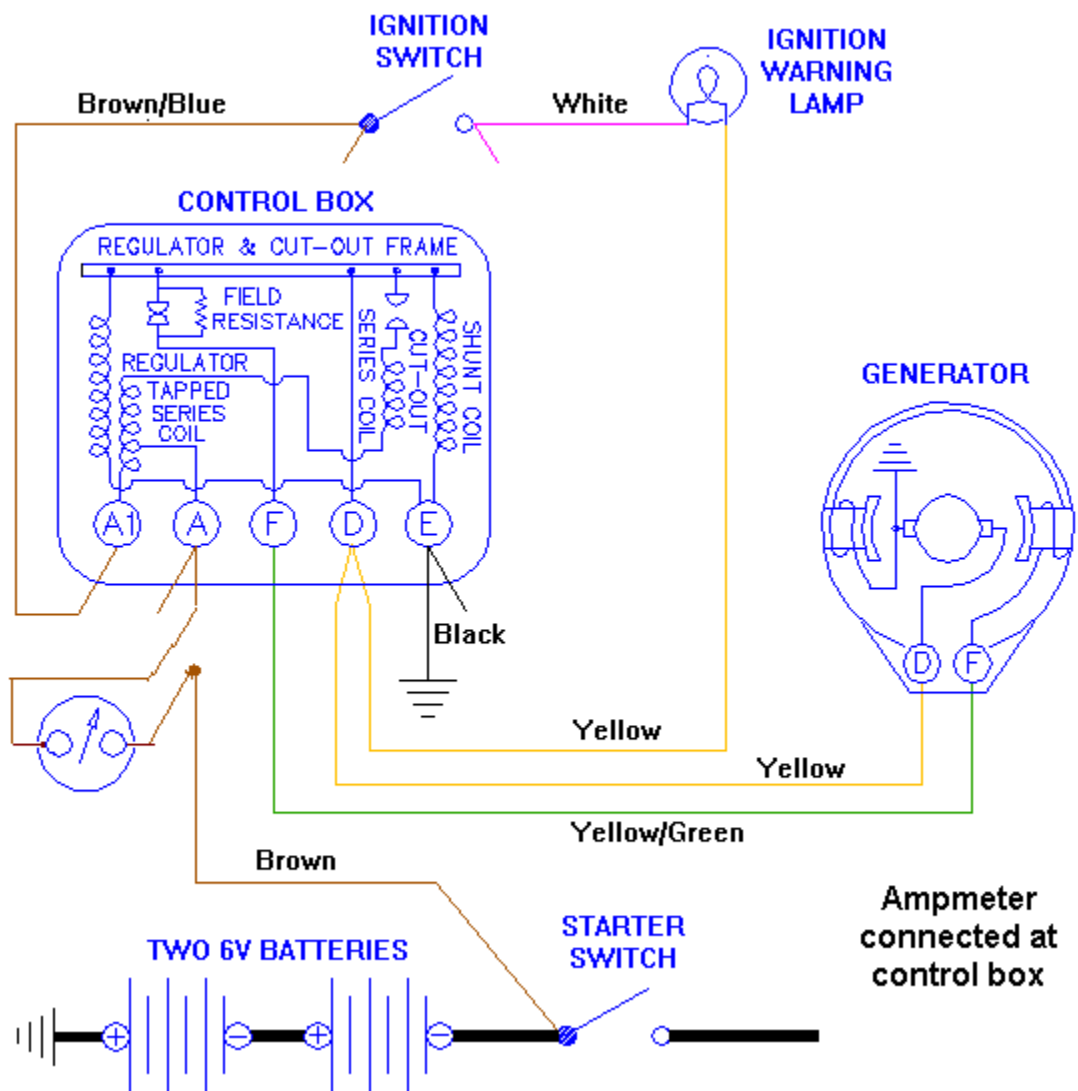 IGNITION
SWITCH
IGNITION
WARNING
LAMP
Brown/Blue
White
CONTROL BOX
REGULATOR & CUT-OUT FRAME
FIELD
RESISTANCE
REGULATOR
TAPPED
SERIES
COIL
SERIES COIL
CUT-OUT
SHUNT COIL
GENERATOR
A1
A
F
D
E
Black
D
F
Yellow
Yellow
Yellow/Green
Brown
Ampmeter
connected at
control box
TWO 6V BATTERIES
STARTER
SWITCH
+
-
+
-